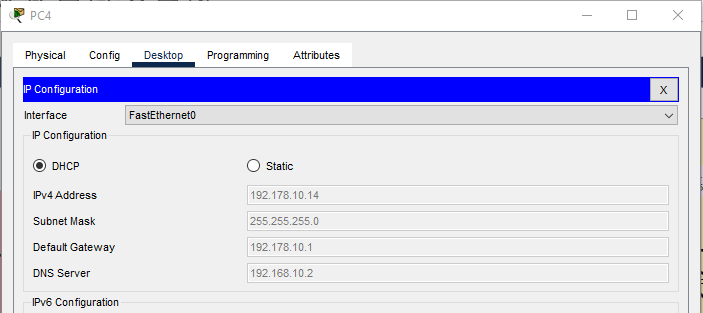 PC4
Physical Config Desktop Programming Attributes
IP Configuration X
Interface FastEthernet0
IP Configuration
DHCP Static
IPv4 Address 192.178.10.14
Subnet Mask 255.255.255.0
Default Gateway 192.178.10.1
DNS Server 192.168.10.2
IPv6 Configuration